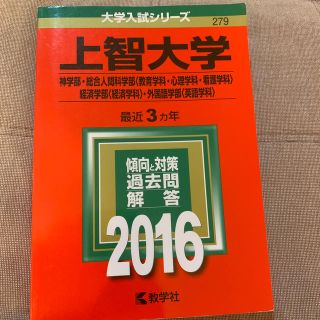 大学入試シリーズ
279
上智大学
神学部・総合人間科学部〈教育学科・心理学科・看護学科〉
経済学部〈経済学科〉・外国語学部〈英語学科〉
最近3カ年
傾向と対策
過去問
解答
2016
教学社